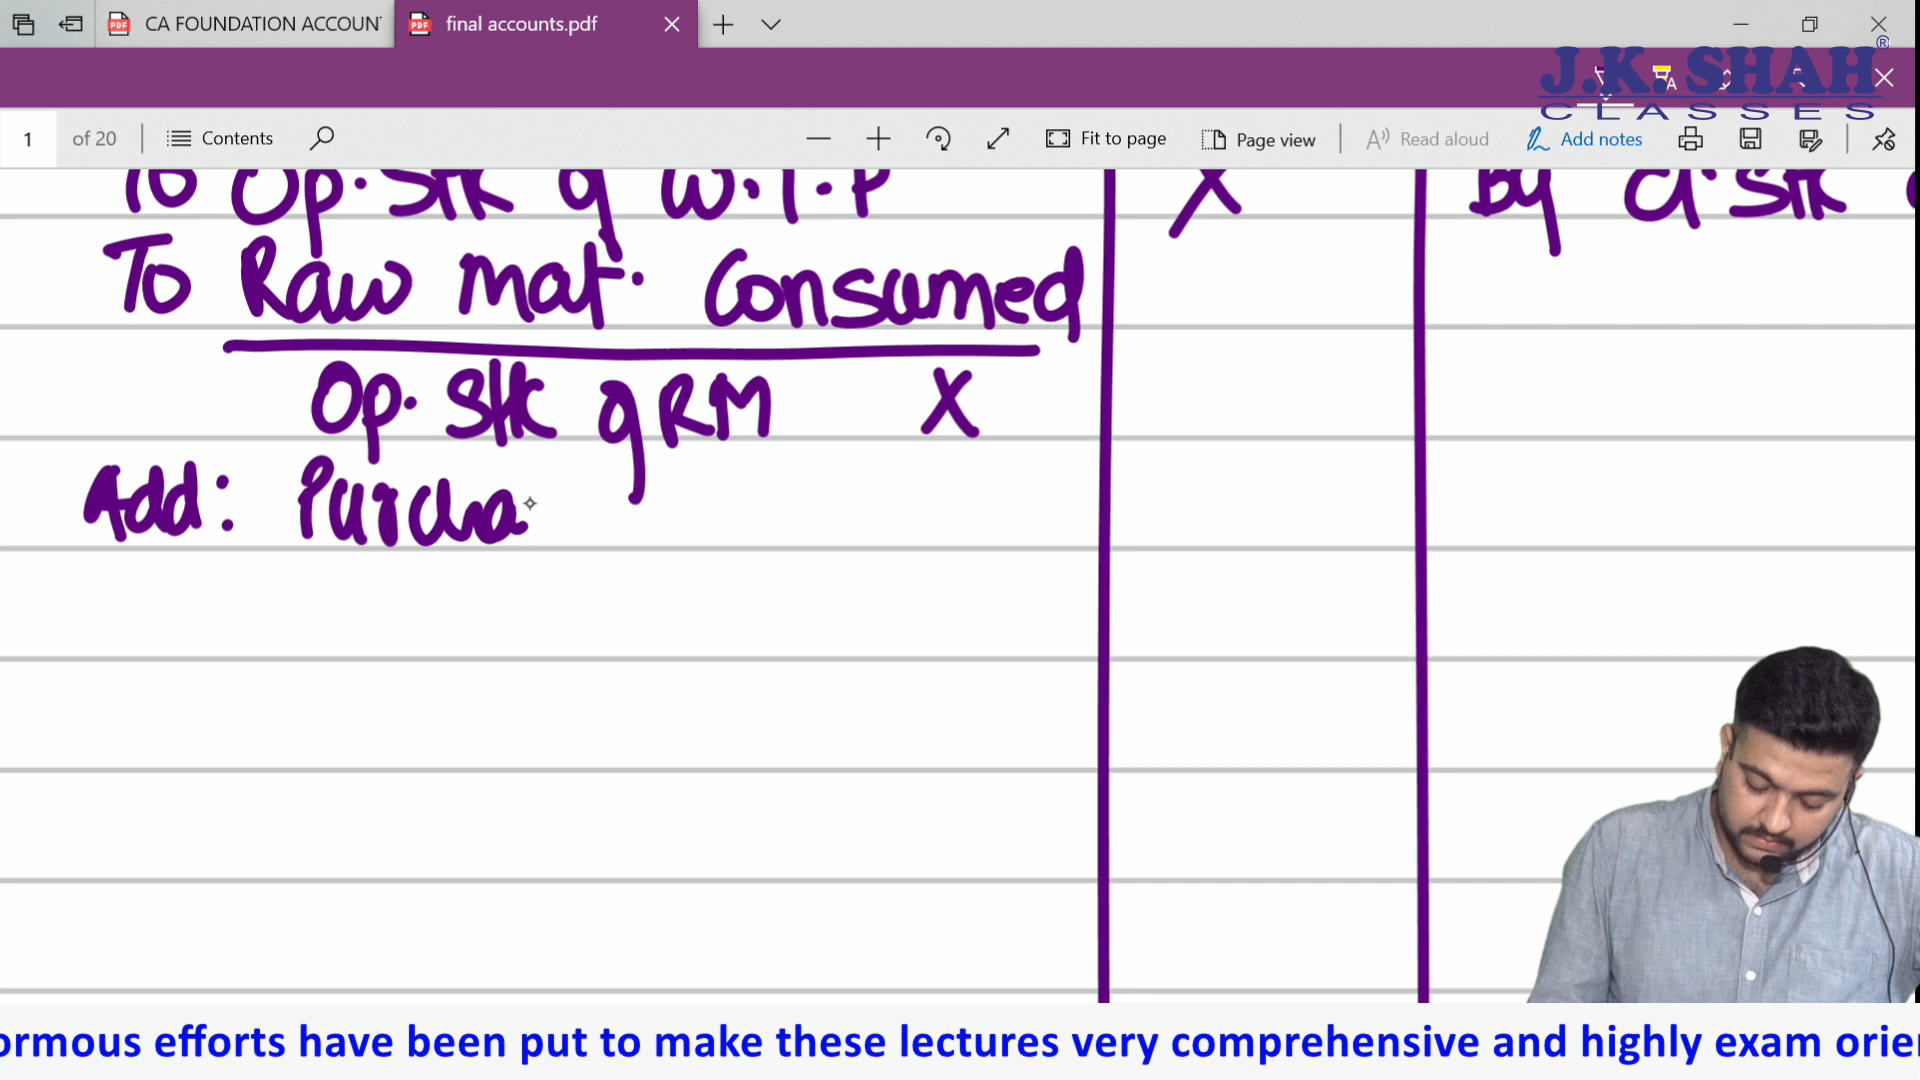 CA FOUNDATION ACCOUN
final accounts.pdf
J.K. SHAH ®
CLASSES
1 of 20 Contents Fit to page Page view Read aloud Add notes
To Op. Stk of W.I.P X By Cl. Stk
To Raw mat. Consumed
Op. Stk of RM X
Add: Purcha
ormous efforts have been put to make these lectures very comprehensive and highly exam orie